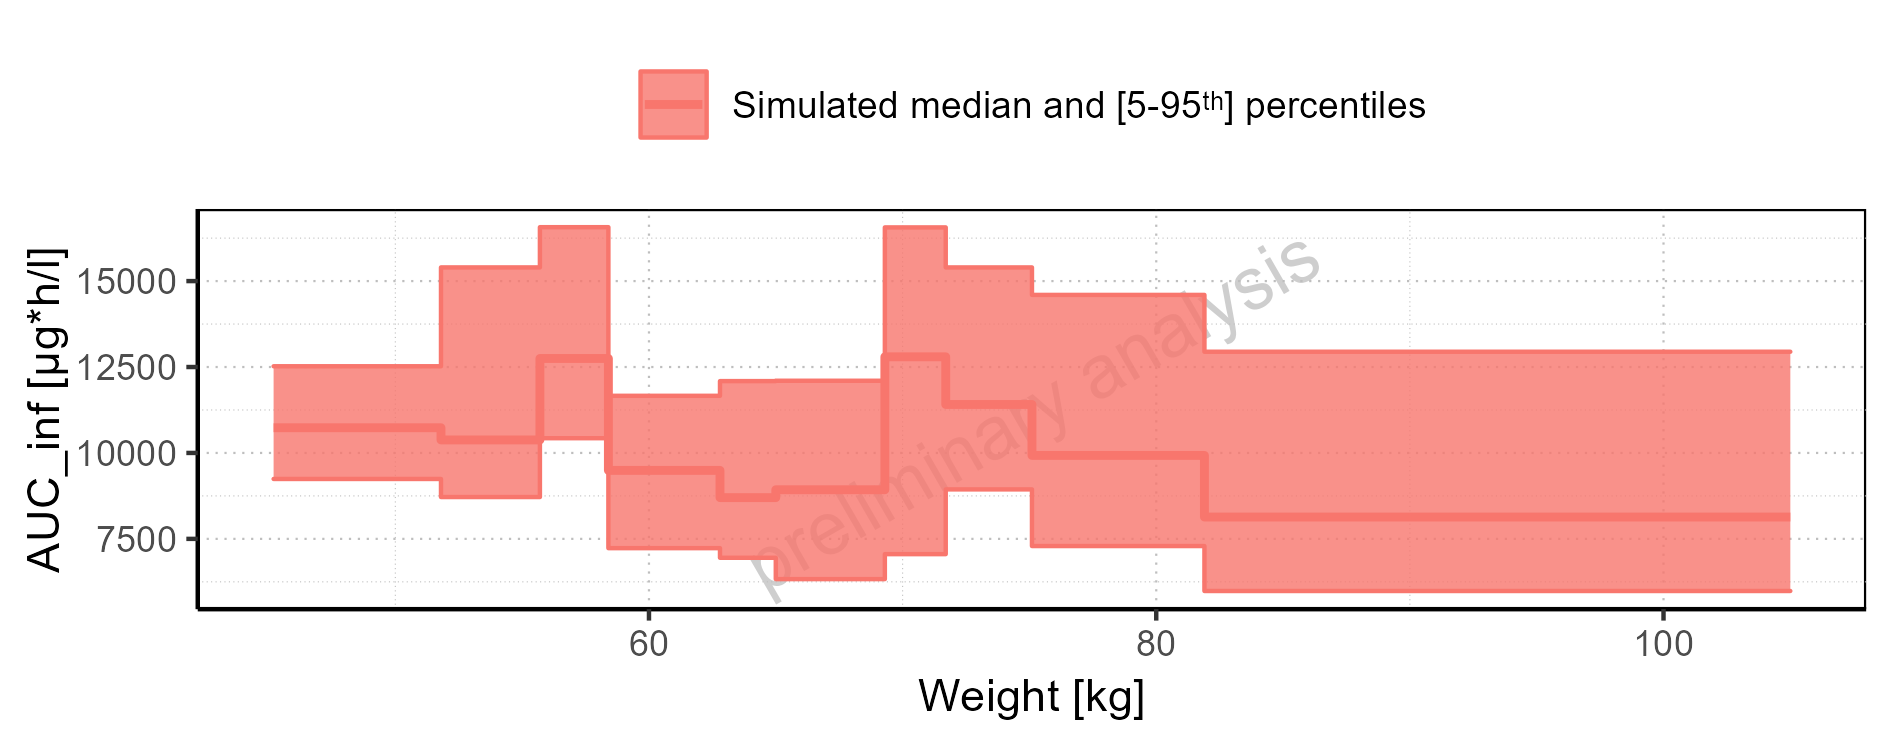 Simulated median and [5-95th] percentiles
AUC_inf [µg*h/l]
15000
12500
10000
7500
preliminary analysis
60
80
100
Weight [kg]